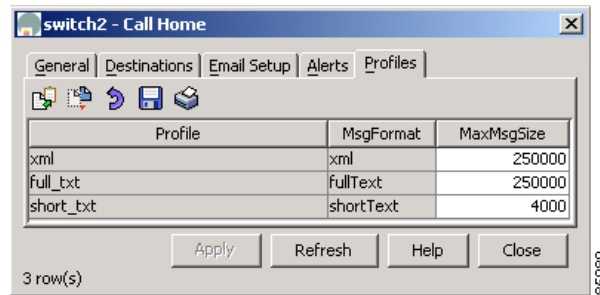 switch2 - Call Home
General Destinations Email Setup Alerts Profiles
Profile MsgFormat MaxMsgSize
xml xml 250000
full_txt fullText 250000
short_txt shortText 4000
Apply Refresh Help Close
3 row(s)